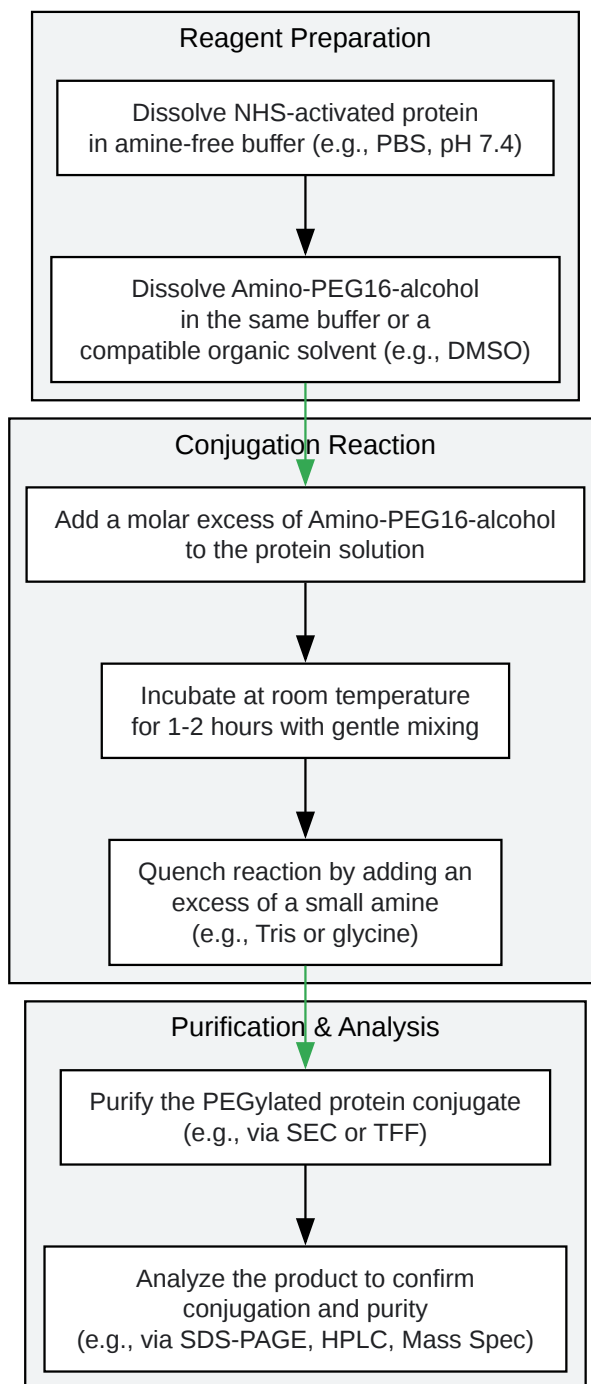 Reagent Preparation
Dissolve NHS-activated protein
in amine-free buffer (e.g., PBS, pH 7.4)
Dissolve Amino-PEG16-alcohol
in the same buffer or a
compatible organic solvent (e.g., DMSO)
Conjugation Reaction
Add a molar excess of Amino-PEG16-alcohol
to the protein solution
Incubate at room temperature
for 1-2 hours with gentle mixing
Quench reaction by adding an
excess of a small amine
(e.g., Tris or glycine)
Purification & Analysis
Purify the PEGylated protein conjugate
(e.g., via SEC or TFF)
Analyze the product to confirm
conjugation and purity
(e.g., via SDS-PAGE, HPLC, Mass Spec)